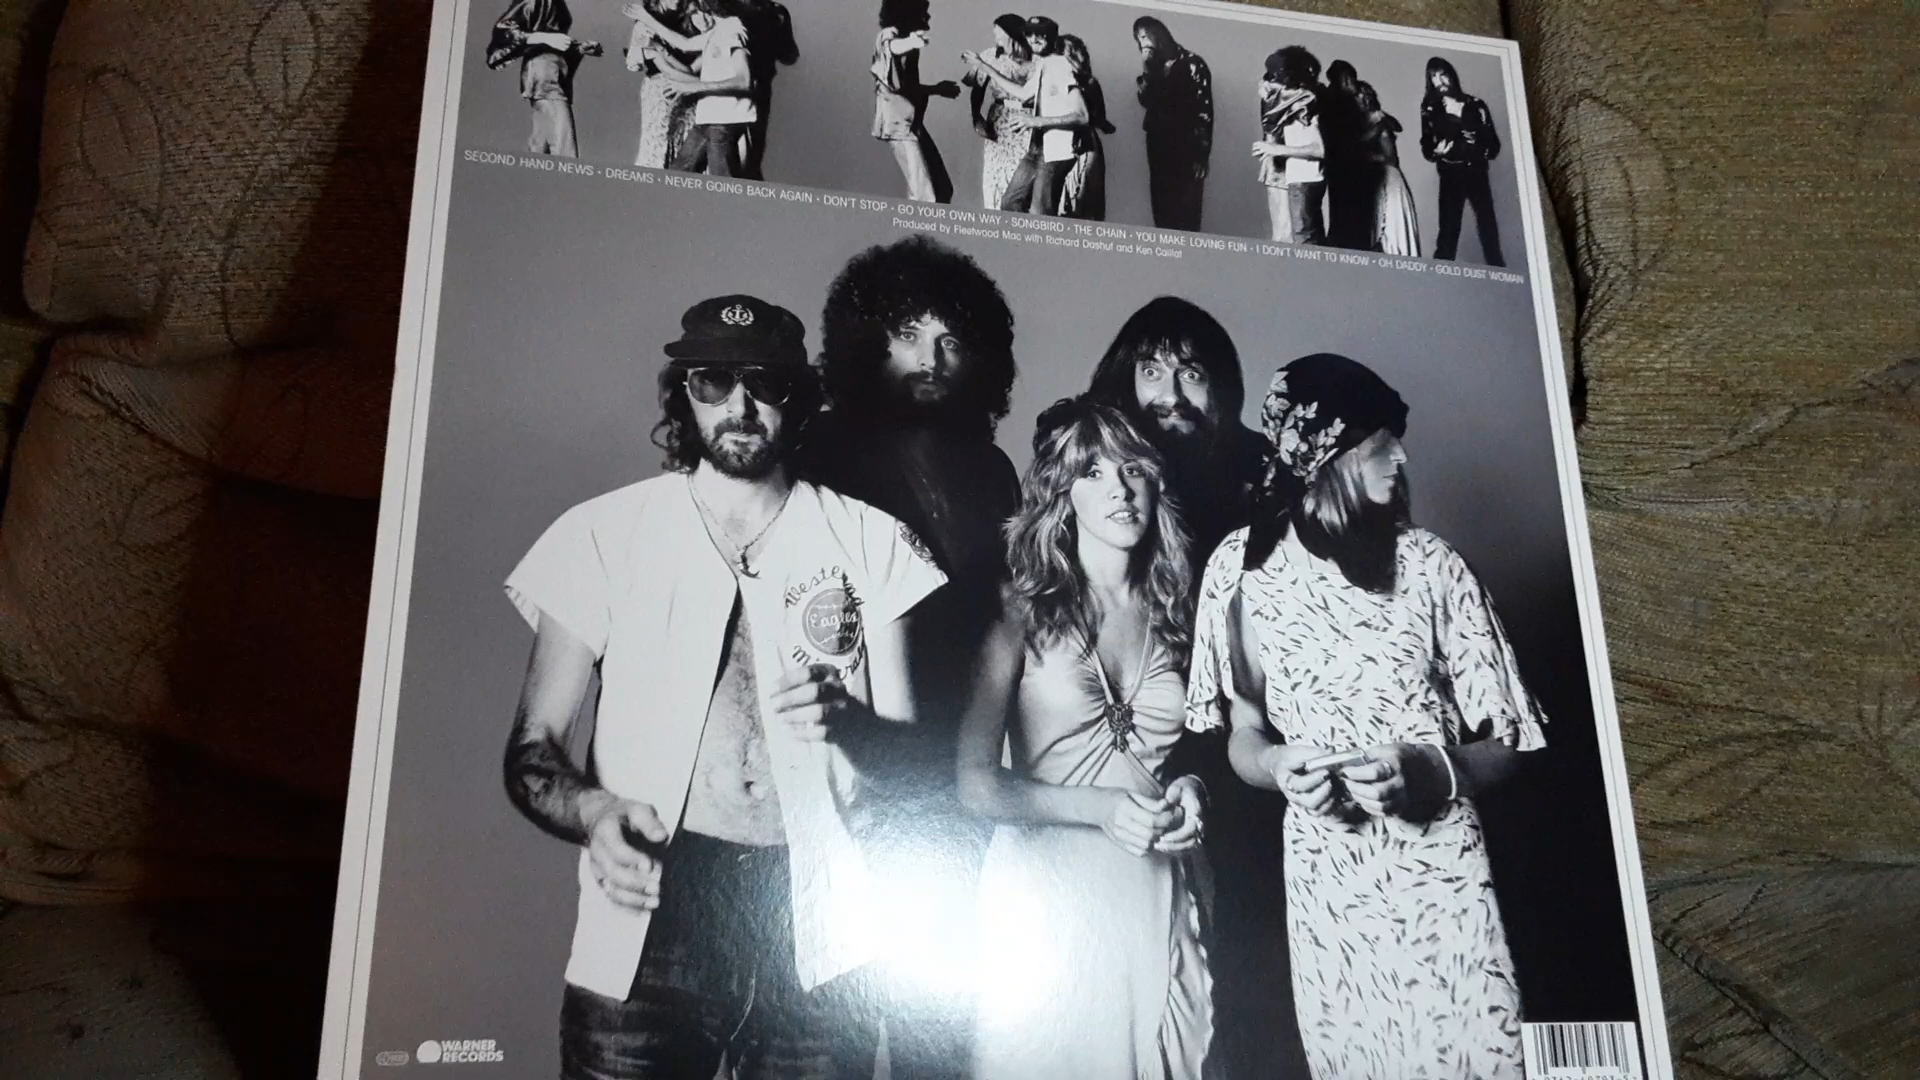 SECOND HAND NEWS · DREAMS · NEVER GOING BACK AGAIN · DON'T STOP · GO YOUR OWN WAY · SONGBIRD · THE CHAIN · YOU MAKE LOVING FUN · I DON'T WANT TO KNOW · OH DADDY · GOLD DUST WOMAN
Produced by Fleetwood Mac with Richard Dashut and Ken Caillat
Eagles
WARNER
RECORDS